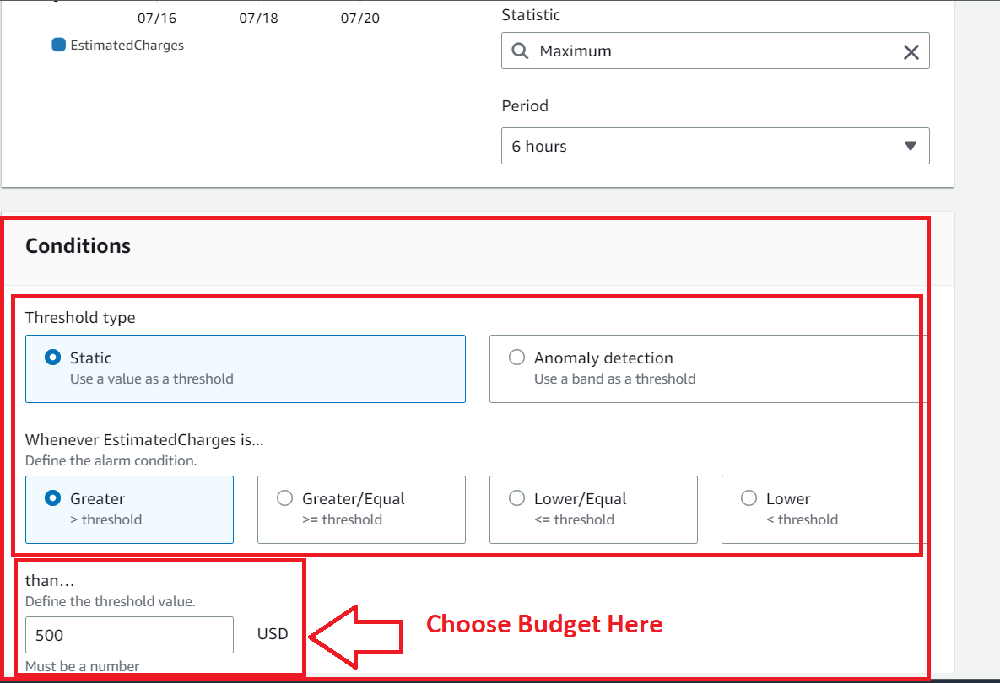 07/16 07/18 07/20
EstimatedCharges
Statistic
Maximum
Period
6 hours
Conditions
Threshold type
Static
Use a value as a threshold
Anomaly detection
Use a band as a threshold
Whenever EstimatedCharges is...
Define the alarm condition.
Greater
> threshold
Greater/Equal
>= threshold
Lower/Equal
<= threshold
Lower
< threshold
than...
Define the threshold value.
500
USD
Must be a number
Choose Budget Here